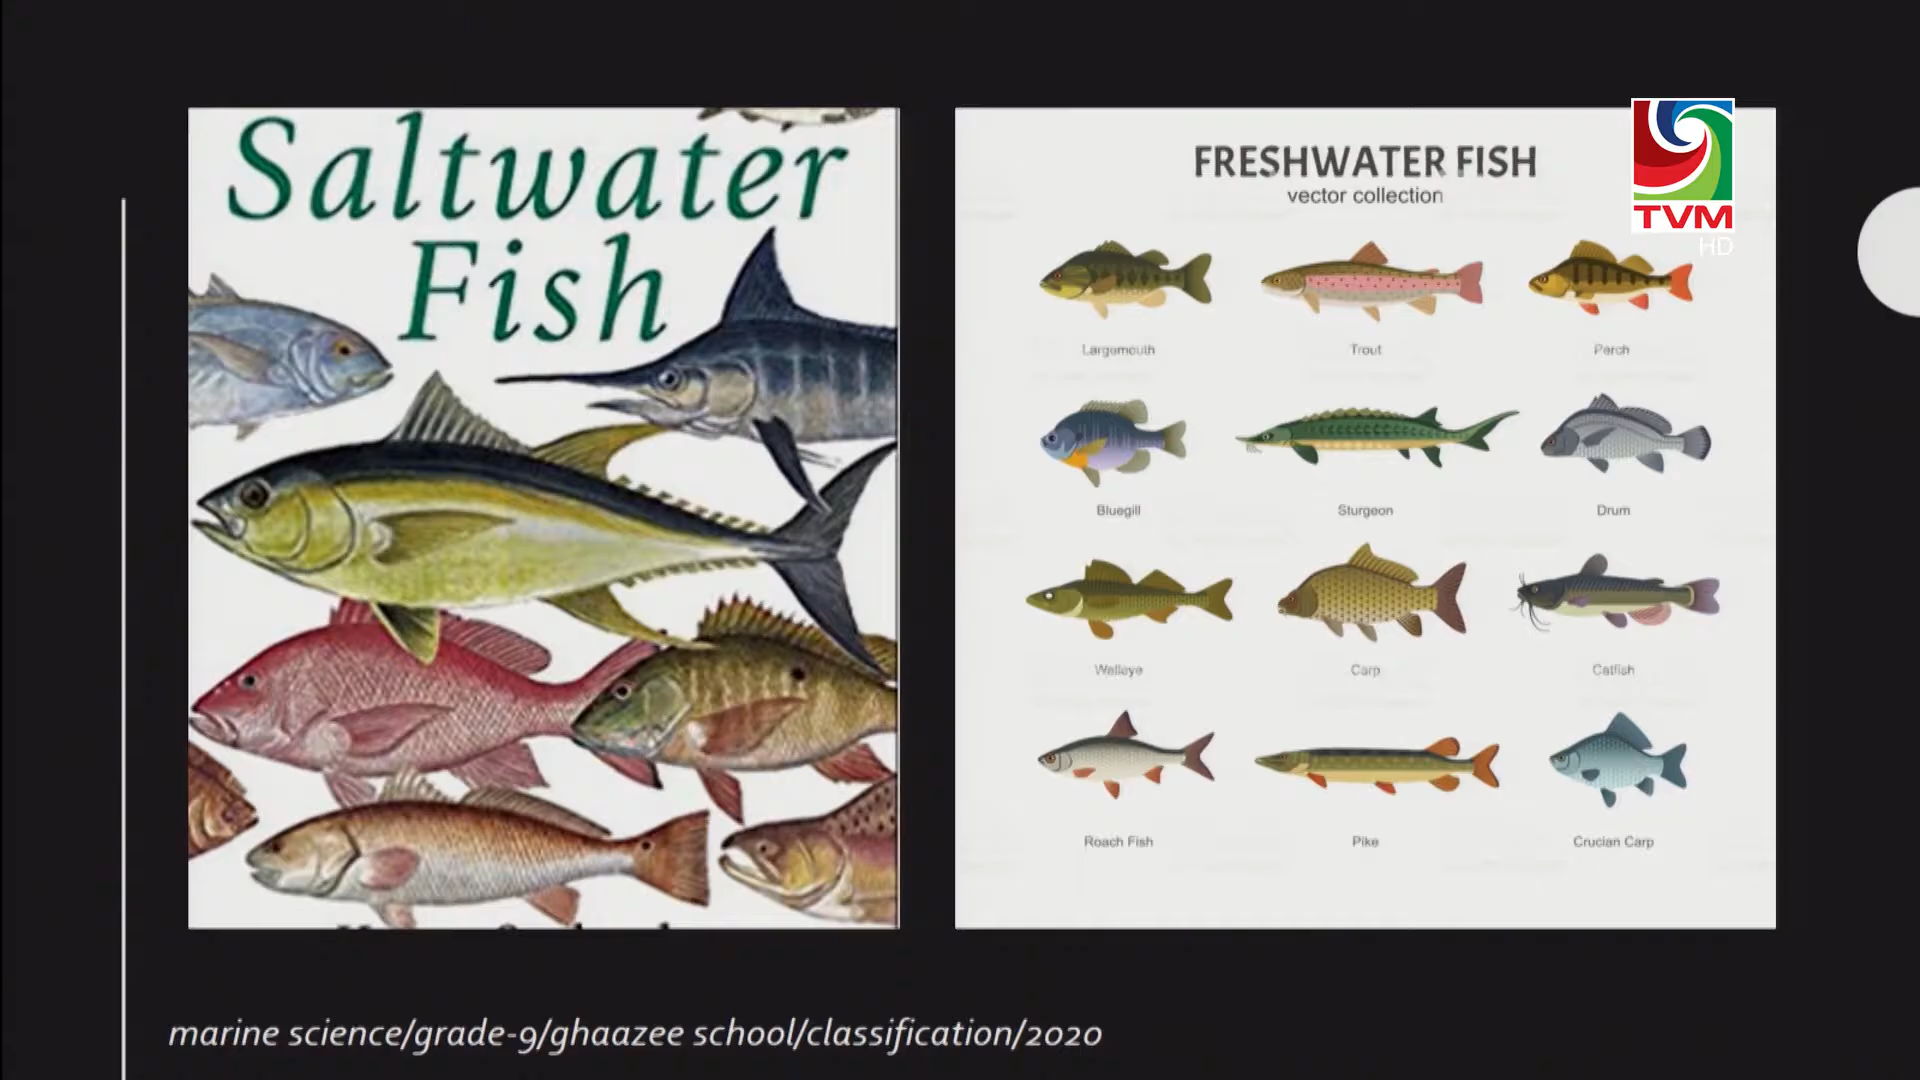 Saltwater
Fish
FRESHWATER FISH
vector collection
TVM
HD
Largemouth
Trout
Perch
Bluegill
Sturgeon
Drum
Walleye
Carp
Catfish
Roach Fish
Pike
Crucian Carp
marine science/grade-9/ghaazee school/classification/2020